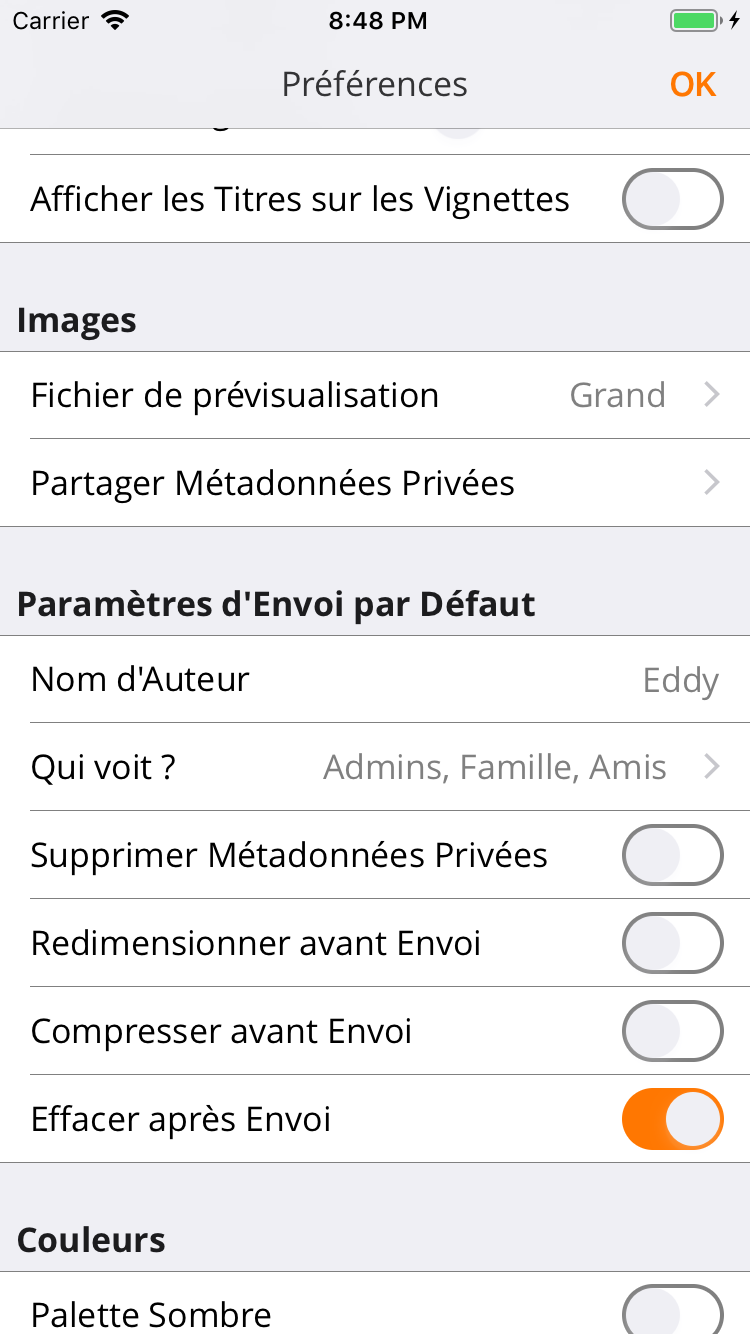 Carrier 8:48 PM
Préférences OK
Afficher les Titres sur les Vignettes
Images
Fichier de prévisualisation Grand
Partager Métadonnées Privées
Paramètres d'Envoi par Défaut
Nom d'Auteur Eddy
Qui voit ? Admins, Famille, Amis
Supprimer Métadonnées Privées
Redimensionner avant Envoi
Compresser avant Envoi
Effacer après Envoi
Couleurs
Palette Sombre